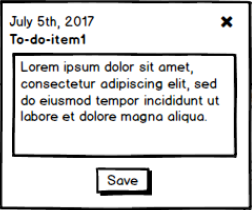 July 5th, 2017
To-do-item1
Lorem ipsum dolor sit amet,
consectetur adipiscing elit, sed
do eiusmod tempor incididunt ut
labore et dolore magna aliqua.
Save